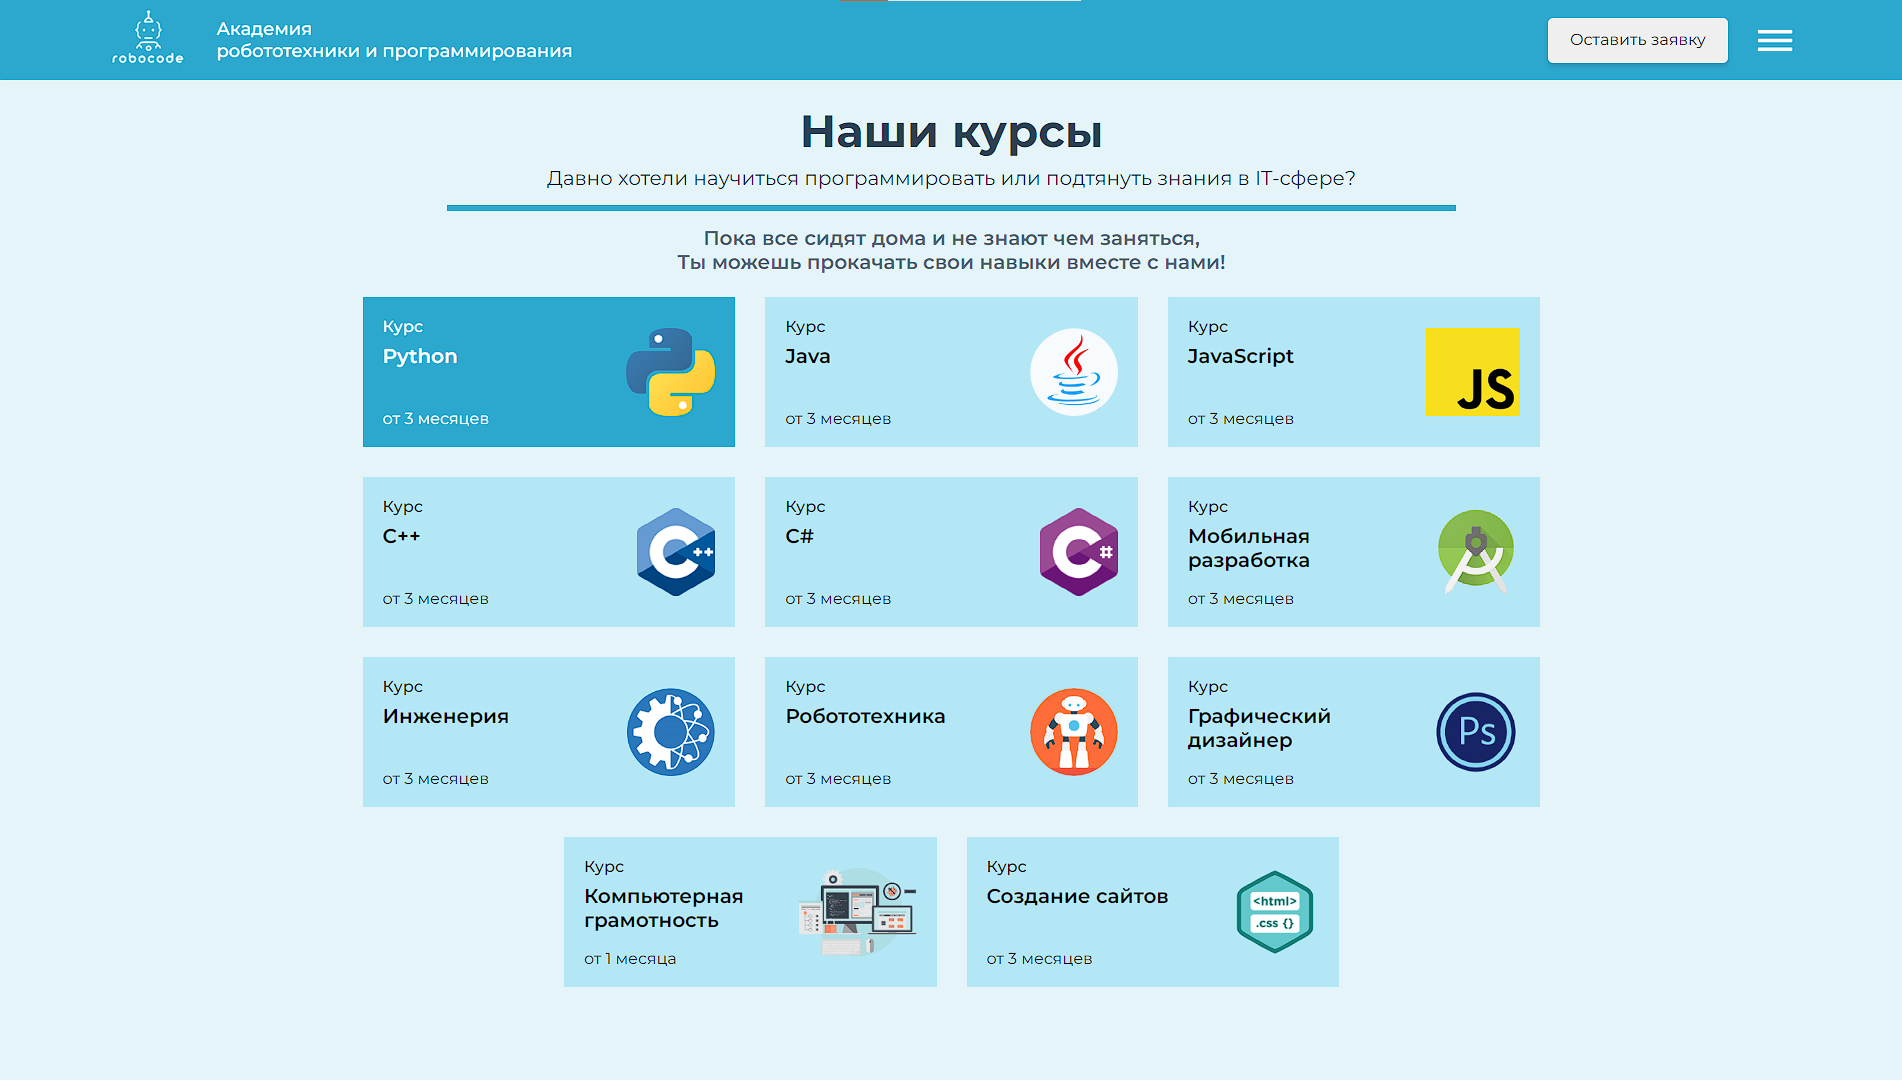 robocode
Академия
робототехники и программирования
Оставить заявку
Наши курсы
Давно хотели научиться программировать или подтянуть знания в IT-сфере?
Пока все сидят дома и не знают чем заняться,
Ты можешь прокачать свои навыки вместе с нами!
Курс
Python
от 3 месяцев
Курс
Java
от 3 месяцев
Курс
JavaScript
от 3 месяцев
JS
Курс
C++
от 3 месяцев
C++
Курс
C#
от 3 месяцев
C#
Курс
Мобильная
разработка
от 3 месяцев
Курс
Инженерия
от 3 месяцев
Курс
Робототехника
от 3 месяцев
Курс
Графический
дизайнер
от 3 месяцев
Ps
Курс
Компьютерная
грамотность
от 1 месяца
Курс
Создание сайтов
от 3 месяцев
<html>
.css {}